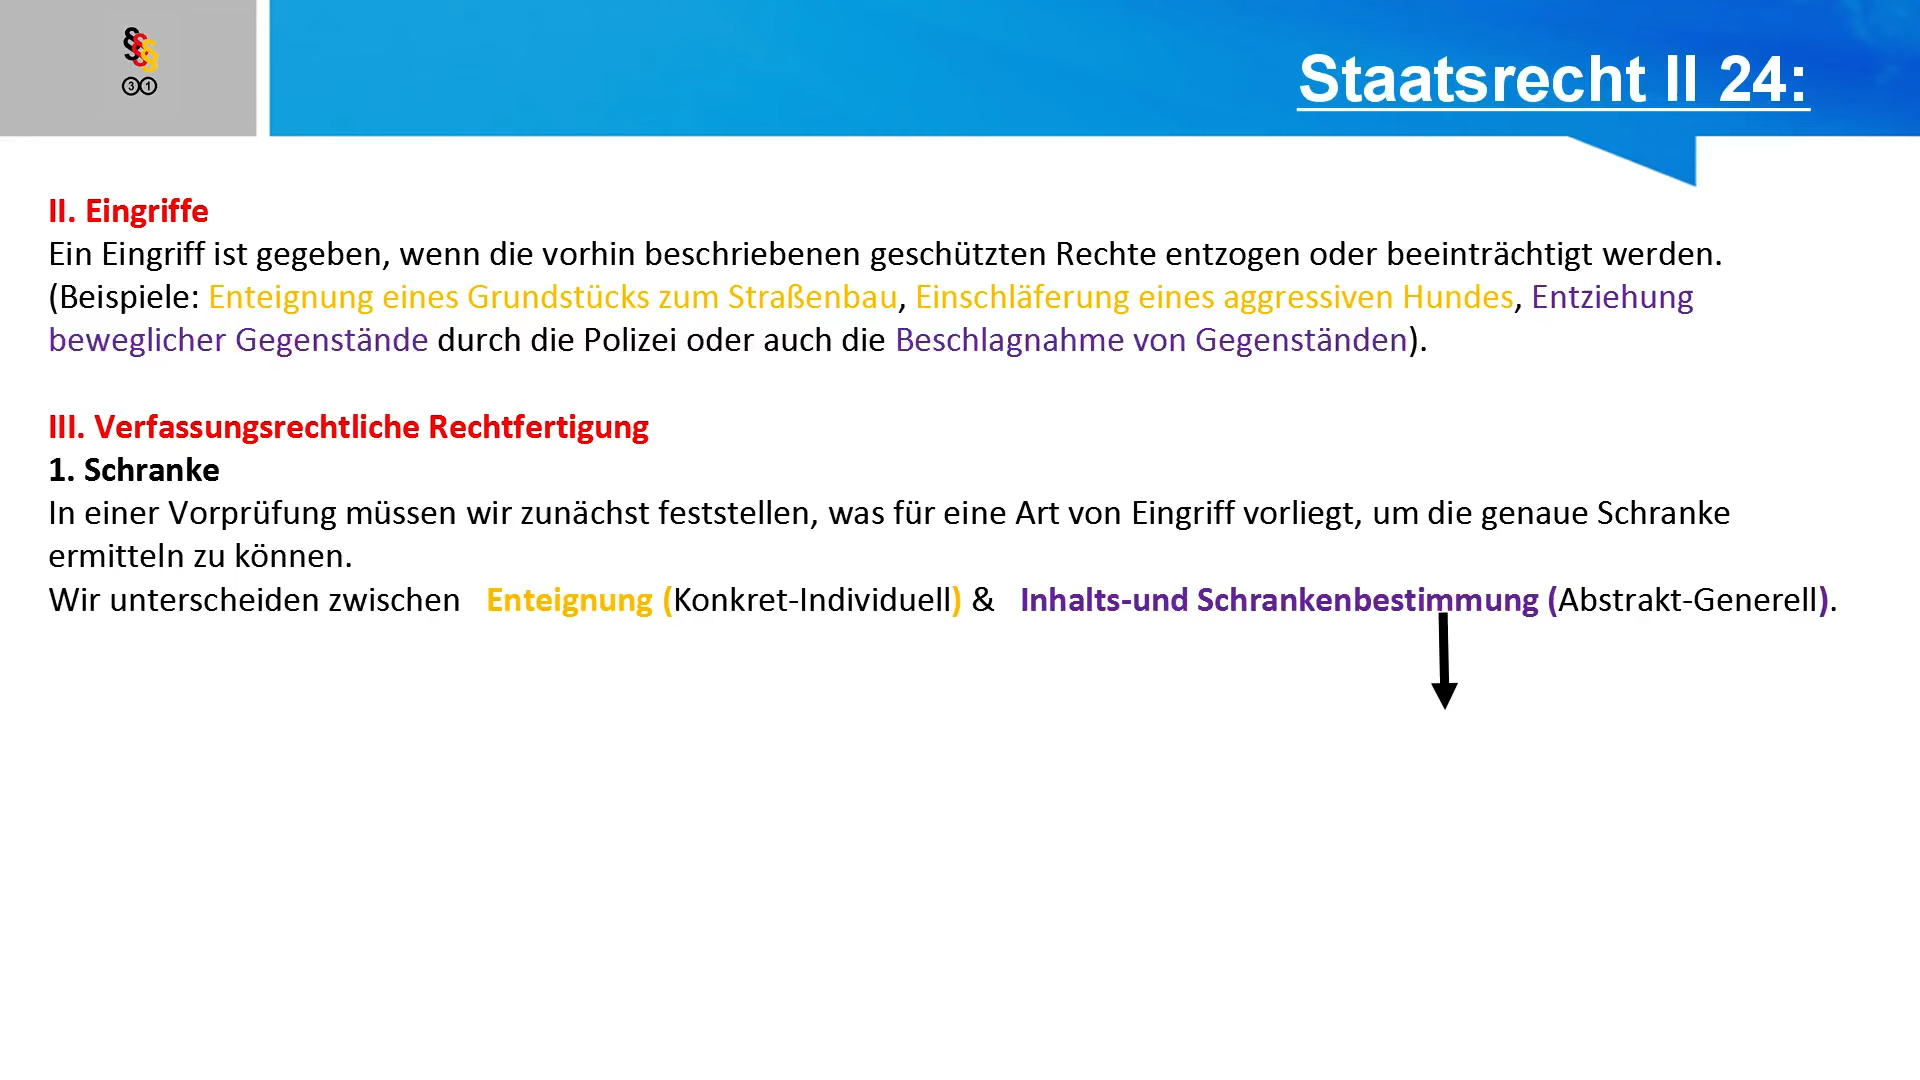 §§§
31
Staatsrecht II 24:
II. Eingriffe
Ein Eingriff ist gegeben, wenn die vorhin beschriebenen geschützten Rechte entzogen oder beeinträchtigt werden.
(Beispiele: Enteignung eines Grundstücks zum Straßenbau, Einschläferung eines aggressiven Hundes, Entziehung
beweglicher Gegenstände durch die Polizei oder auch die Beschlagnahme von Gegenständen).
III. Verfassungsrechtliche Rechtfertigung
1. Schranke
In einer Vorprüfung müssen wir zunächst feststellen, was für eine Art von Eingriff vorliegt, um die genaue Schranke
ermitteln zu können.
Wir unterscheiden zwischen Enteignung (Konkret-Individuell) & Inhalts-und Schrankenbestimmung (Abstrakt-Generell).